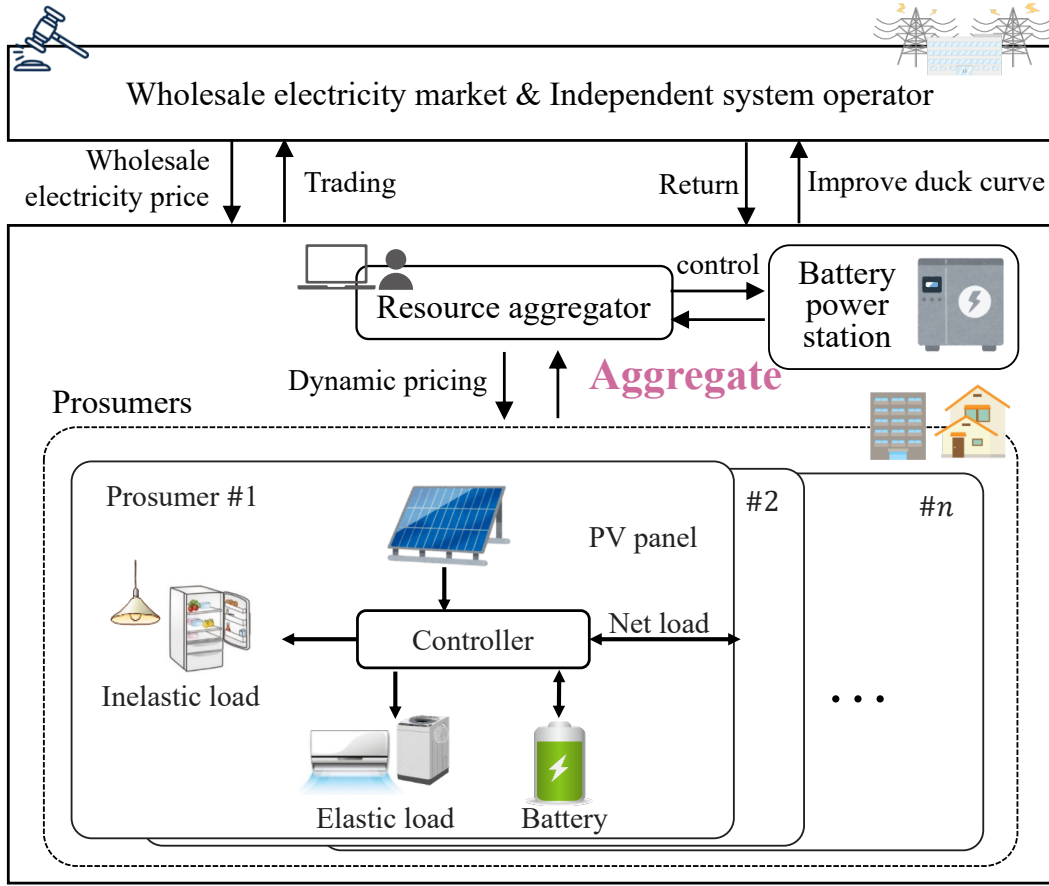 Wholesale electricity market & Independent system operator
Wholesale
electricity price
Trading
Return
Improve duck curve
Resource aggregator
control
Battery
power
station
Dynamic pricing
Aggregate
Prosumers
Prosumer #1
#2
#n
PV panel
Controller
Net load
Inelastic load
...
Elastic load
Battery